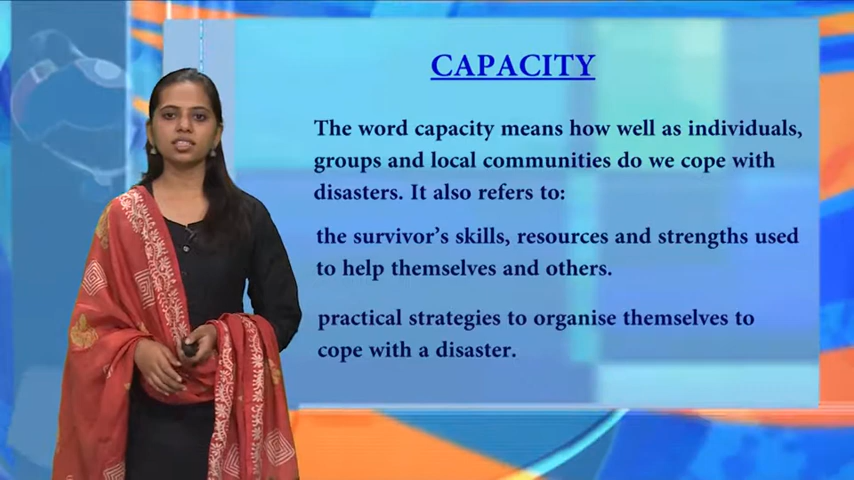 CAPACITY
The word capacity means how well as individuals,
groups and local communities do we cope with
disasters. It also refers to:
the survivor's skills, resources and strengths used
to help themselves and others.
practical strategies to organise themselves to
cope with a disaster.